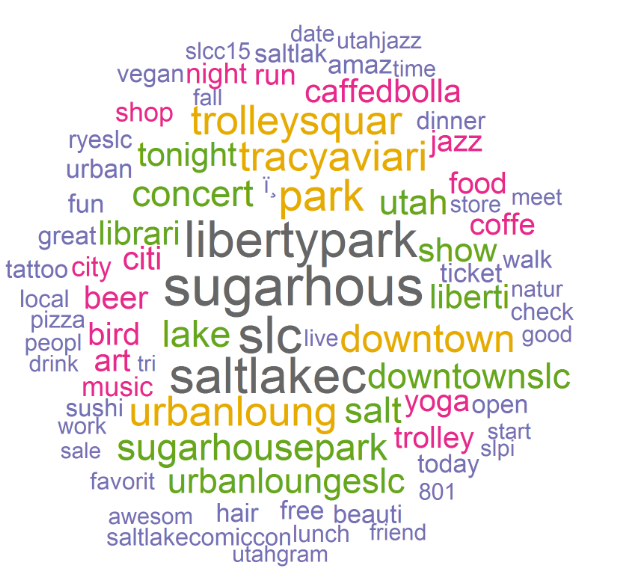 date utahjazz
slcc15 saltlak
vegan night run amaz time
fall caffedbolla
shop trolleysquar dinner
ryeslc tonight tracyaviari jazz
urban concert ï¸ park utah food
fun store meet
great librari libertypark show coffe
tattoo city citi ticket walk
local beer sugarhous liberti natur
pizza check
peopl bird lake slc live downtown good
drink art tri
music saltlakec downtownslc
sushi urbanloung salt yoga open
work start
sale sugarhousepark trolley slpi
favorit urbanloungeslc today
801
awesom hair free beauti
saltlakecomiccon lunch friend
utahgram